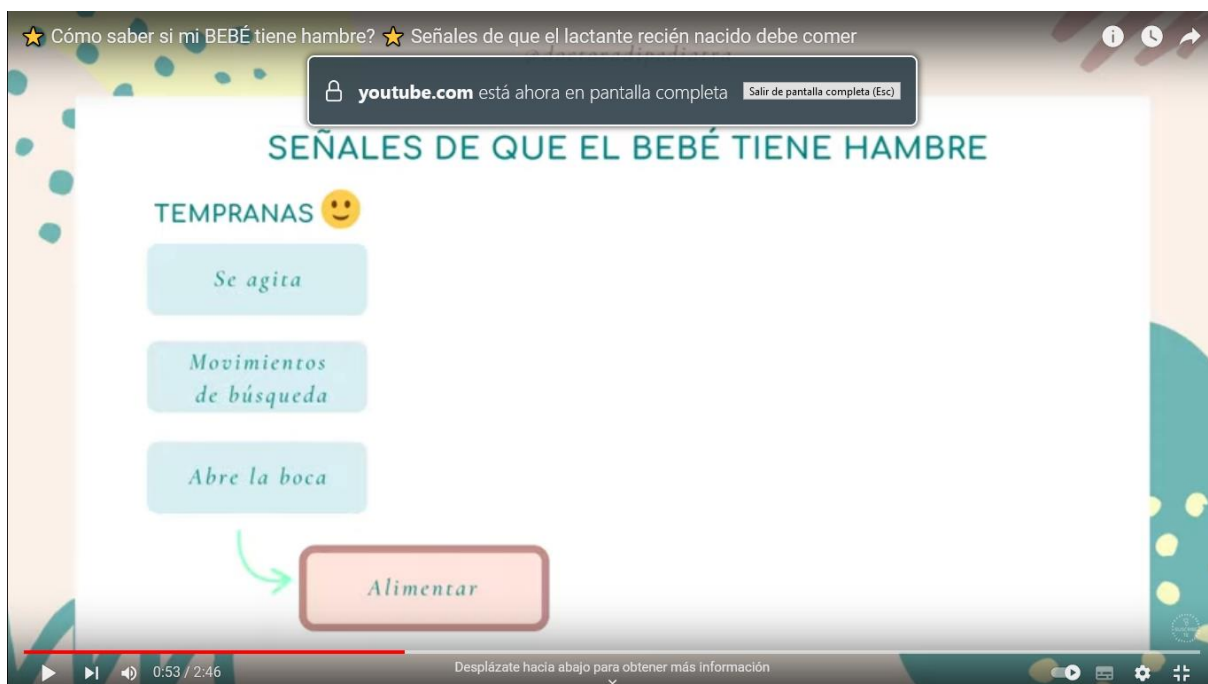 ⭐ Cómo saber si mi BEBÉ tiene hambre? ⭐ Señales de que el lactante recién nacido debe comer
youtube.com está ahora en pantalla completa Salir de pantalla completa (Esc)
SEÑALES DE QUE EL BEBÉ TIENE HAMBRE
TEMPRANAS 🙂
Se agita
Movimientos
de búsqueda
Abre la boca
Alimentar
0:53 / 2:46
Desplázate hacia abajo para obtener más información